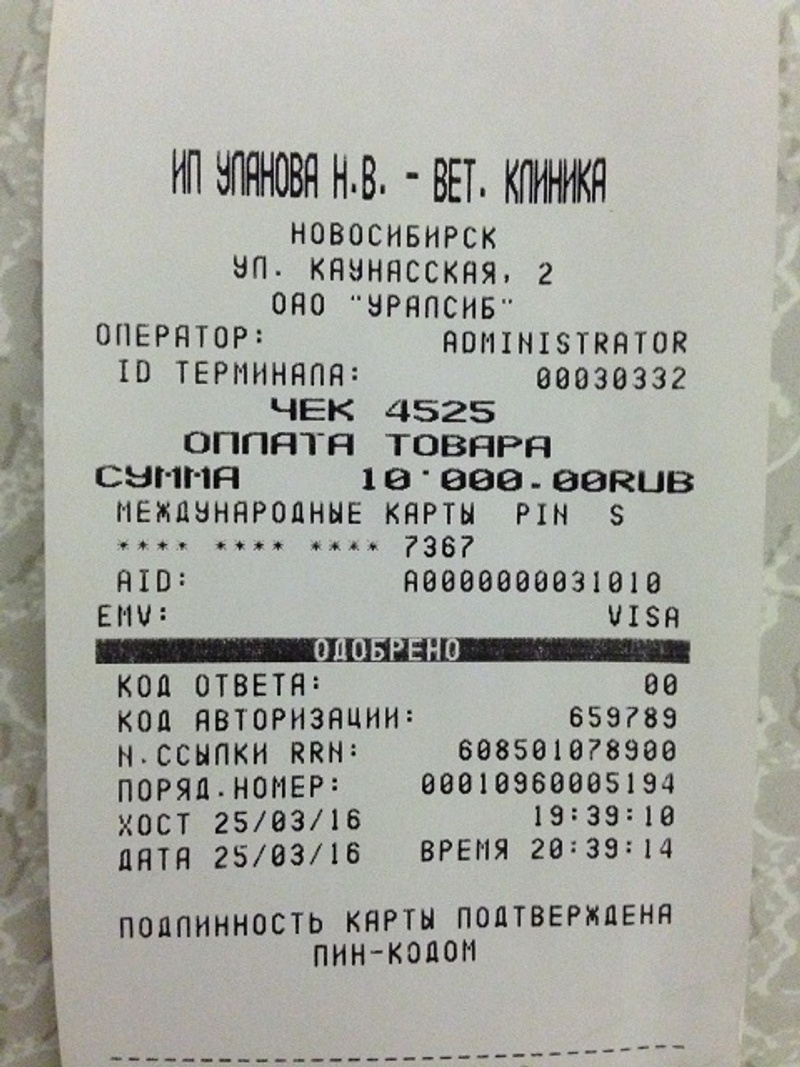 ИП УЛАНОВА Н.В. - ВЕТ. КЛИНИКА
НОВОСИБИРСК
УЛ. КАУНАССКАЯ, 2
ОАО "УРАЛСИБ"
ОПЕРАТОР: ADMINISTRATOR
ID ТЕРМИНАЛА: 00030332
ЧЕК 4525
ОПЛАТА ТОВАРА
СУММА 10'000.00RUB
МЕЖДУНАРОДНЫЕ КАРТЫ PIN S
**** **** **** 7367
AID: A0000000031010
EMV: VISA
ОДОБРЕНО
КОД ОТВЕТА: 00
КОД АВТОРИЗАЦИИ: 659789
N.ССЫЛКИ RRN: 608501078900
ПОРЯД.НОМЕР: 00010960005194
ХОСТ 25/03/16 19:39:10
ДАТА 25/03/16 ВРЕМЯ 20:39:14
ПОДЛИННОСТЬ КАРТЫ ПОДТВЕРЖДЕНА
ПИН-КОДОМ